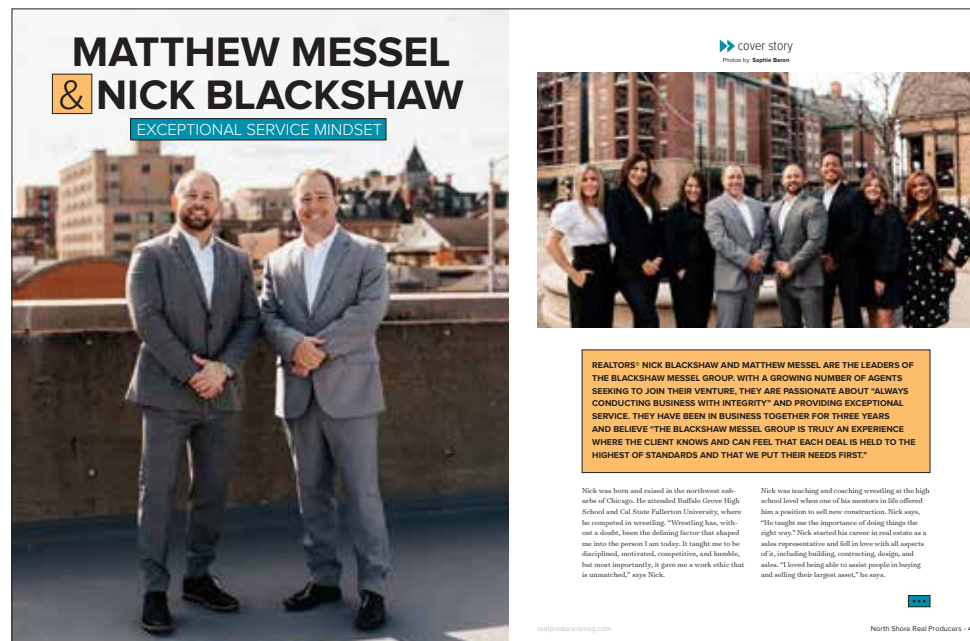 MATTHEW MESSEL
& NICK BLACKSHAW
EXCEPTIONAL SERVICE MINDSET
cover story
Photos by: Sophie Baron
REALTORS® NICK BLACKSHAW AND MATTHEW MESSEL ARE THE LEADERS OF
THE BLACKSHAW MESSEL GROUP. WITH A GROWING NUMBER OF AGENTS
SEEKING TO JOIN THEIR VENTURE, THEY ARE PASSIONATE ABOUT “ALWAYS
CONDUCTING BUSINESS WITH INTEGRITY” AND PROVIDING EXCEPTIONAL
SERVICE. THEY HAVE BEEN IN BUSINESS TOGETHER FOR THREE YEARS
AND BELIEVE “THE BLACKSHAW MESSEL GROUP IS TRULY AN EXPERIENCE
WHERE THE CLIENT KNOWS AND CAN FEEL THAT EACH DEAL IS HELD TO THE
HIGHEST OF STANDARDS AND THAT WE PUT THEIR NEEDS FIRST.”
Nick was born and raised in the northwest sub-
urbs of Chicago. He attended Buffalo Grove High
School and Cal State Fullerton University, where
he competed in wrestling. “Wrestling has, with-
out a doubt, been the defining factor that shaped
me into the person I am today. It taught me to be
disciplined, motivated, competitive, and humble,
but most importantly, it gave me a work ethic that
is unmatched,” says Nick.
Nick was teaching and coaching wrestling at the high
school level when one of his mentors in life offered
him a position to sell new construction. Nick says,
“He taught me the importance of doing things the
right way.” Nick started his career in real estate as a
sales representative and fell in love with all aspects
of it, including building, contracting, design, and
sales. “I loved being able to assist people in buying
and selling their largest asset,” he says.
realproducersmag.com
North Shore Real Producers -